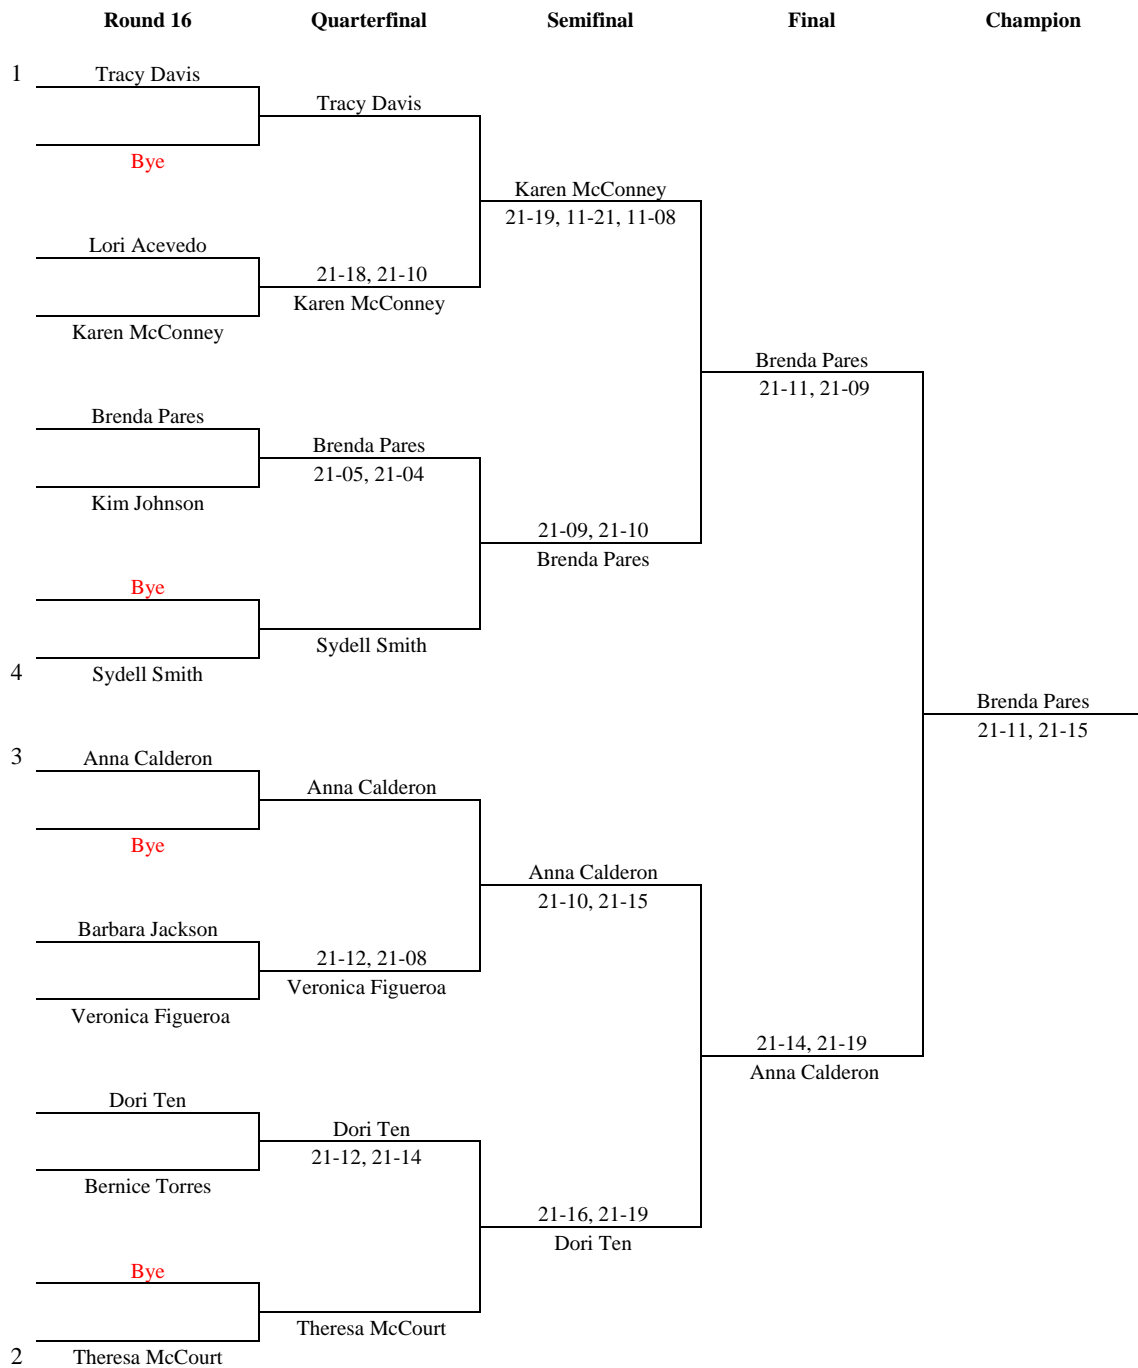 Round 16 Quarterfinal Semifinal Final Champion
1 Tracy Davis
Tracy Davis
Bye
Karen McConney
21-19, 11-21, 11-08
Lori Acevedo
21-18, 21-10
Karen McConney
Karen McConney
Brenda Pares
21-11, 21-09
Brenda Pares
Brenda Pares
21-05, 21-04
Kim Johnson
21-09, 21-10
Brenda Pares
Bye
Sydell Smith
4 Sydell Smith
Brenda Pares
21-11, 21-15
3 Anna Calderon
Anna Calderon
Bye
Anna Calderon
21-10, 21-15
Barbara Jackson
21-12, 21-08
Veronica Figueroa
Veronica Figueroa
21-14, 21-19
Anna Calderon
Dori Ten
Dori Ten
21-12, 21-14
Bernice Torres
21-16, 21-19
Dori Ten
Bye
Theresa McCourt
2 Theresa McCourt